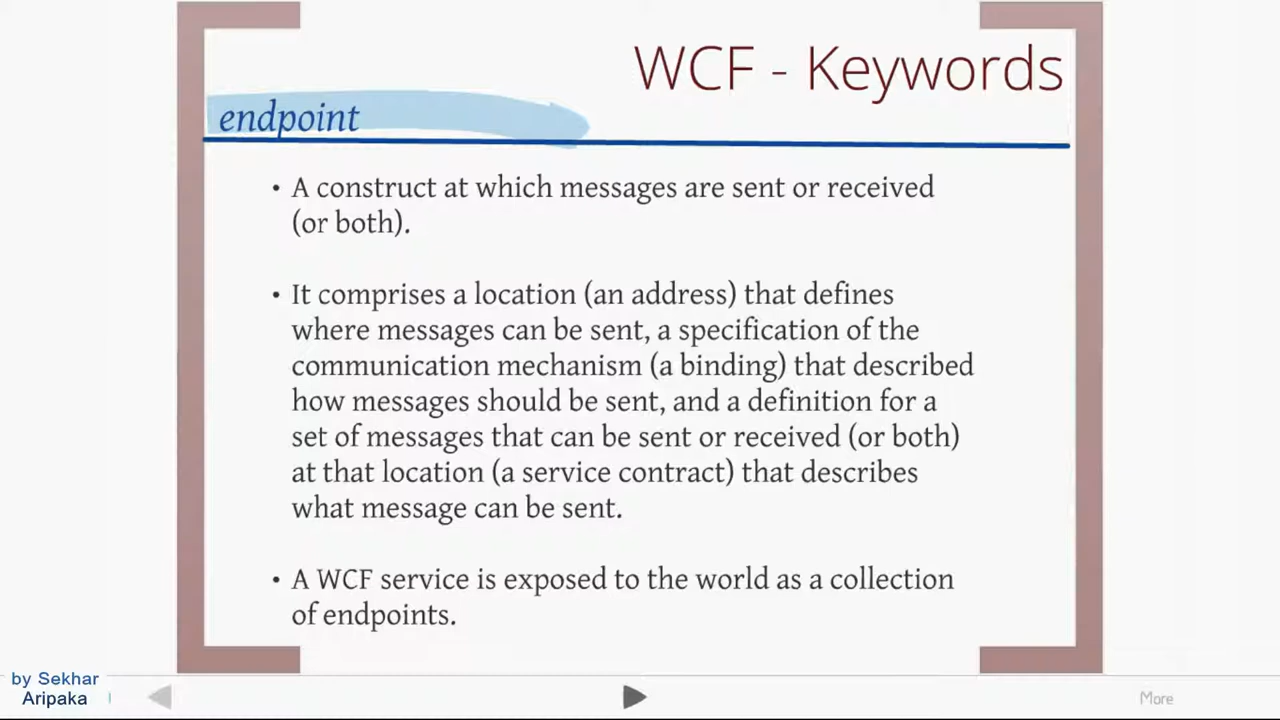 WCF - Keywords
endpoint
• A construct at which messages are sent or received
(or both).
• It comprises a location (an address) that defines
where messages can be sent, a specification of the
communication mechanism (a binding) that described
how messages should be sent, and a definition for a
set of messages that can be sent or received (or both)
at that location (a service contract) that describes
what message can be sent.
• A WCF service is exposed to the world as a collection
of endpoints.
by Sekhar
Aripaka
More